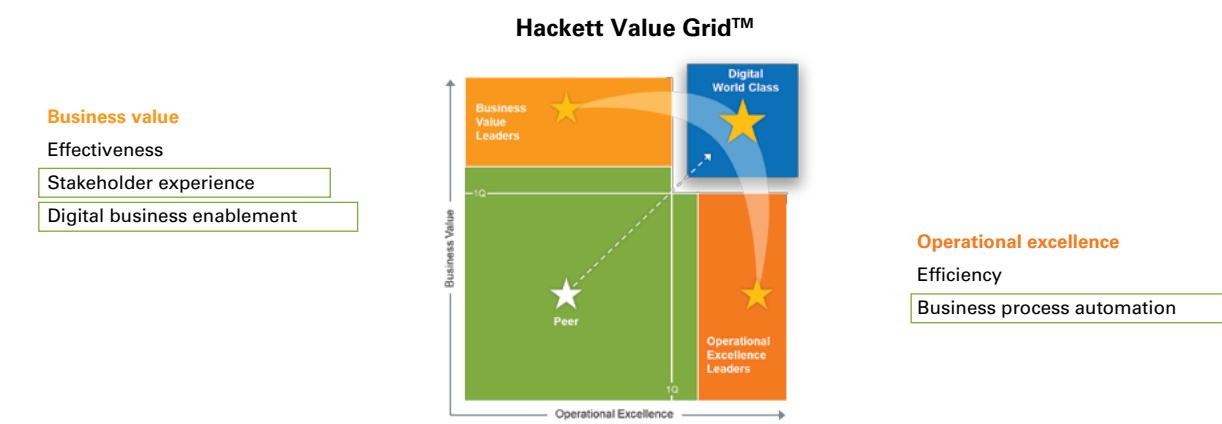 Hackett Value Grid™
Business value
Effectiveness
Stakeholder experience
Digital business enablement
Digital
World Class
Business
Value
Leaders
1Q
Business Value
Peer
Operational
Excellence
Leaders
1Q
Operational Excellence
Operational excellence
Efficiency
Business process automation